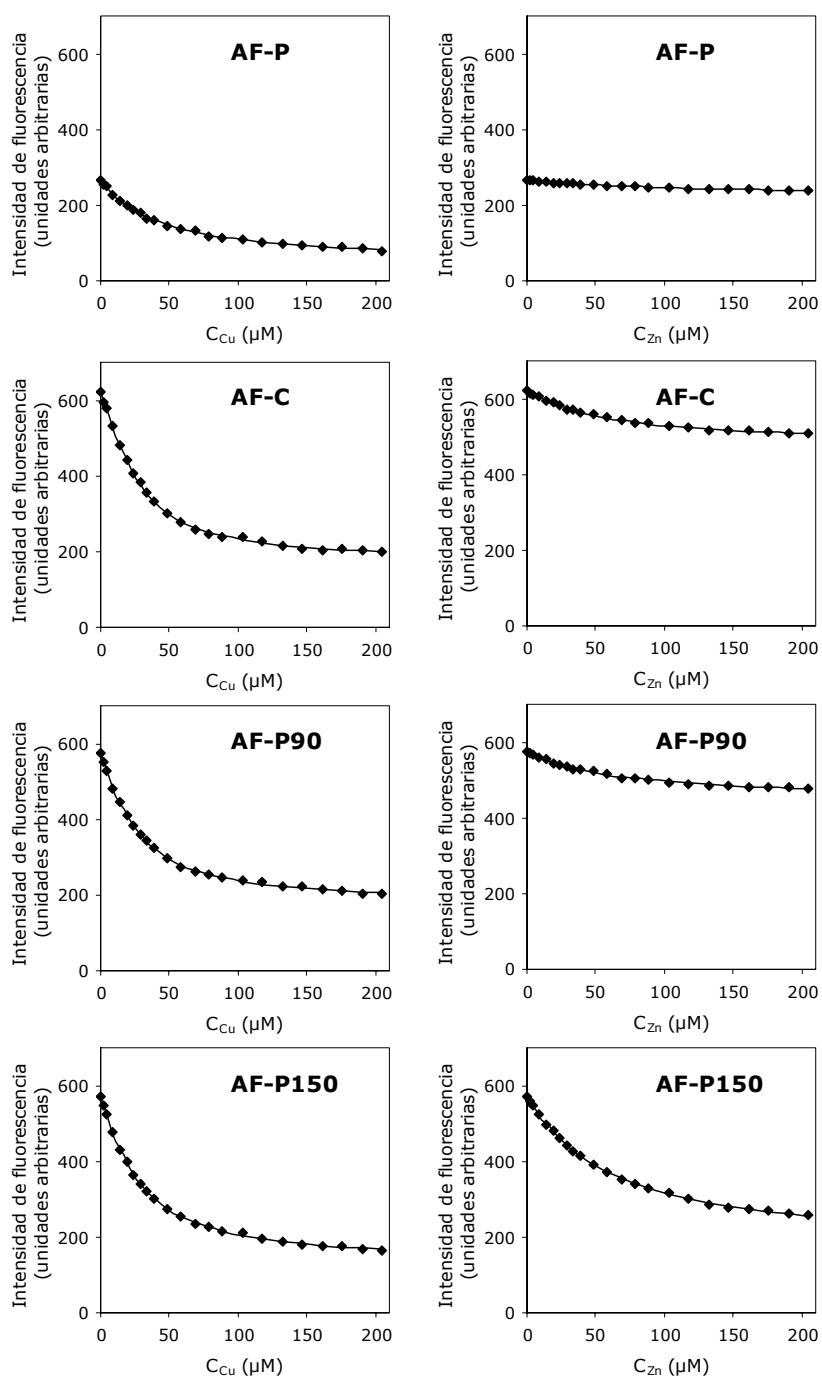 AF-P
Intensidad de fluorescencia
(unidades arbitrarias)
600
400
200
0
0 50 100 150 200
C_Cu (µM)
AF-P
Intensidad de fluorescencia
(unidades arbitrarias)
600
400
200
0
0 50 100 150 200
C_Zn (µM)
AF-C
Intensidad de fluorescencia
(unidades arbitrarias)
600
400
200
0
0 50 100 150 200
C_Cu (µM)
AF-C
Intensidad de fluorescencia
(unidades arbitrarias)
600
400
200
0
0 50 100 150 200
C_Zn (µM)
AF-P90
Intensidad de fluorescencia
(unidades arbitrarias)
600
400
200
0
0 50 100 150 200
C_Cu (µM)
AF-P90
Intensidad de fluorescencia
(unidades arbitrarias)
600
400
200
0
0 50 100 150 200
C_Zn (µM)
AF-P150
Intensidad de fluorescencia
(unidades arbitrarias)
600
400
200
0
0 50 100 150 200
C_Cu (µM)
AF-P150
Intensidad de fluorescencia
(unidades arbitrarias)
600
400
200
0
0 50 100 150 200
C_Zn (µM)